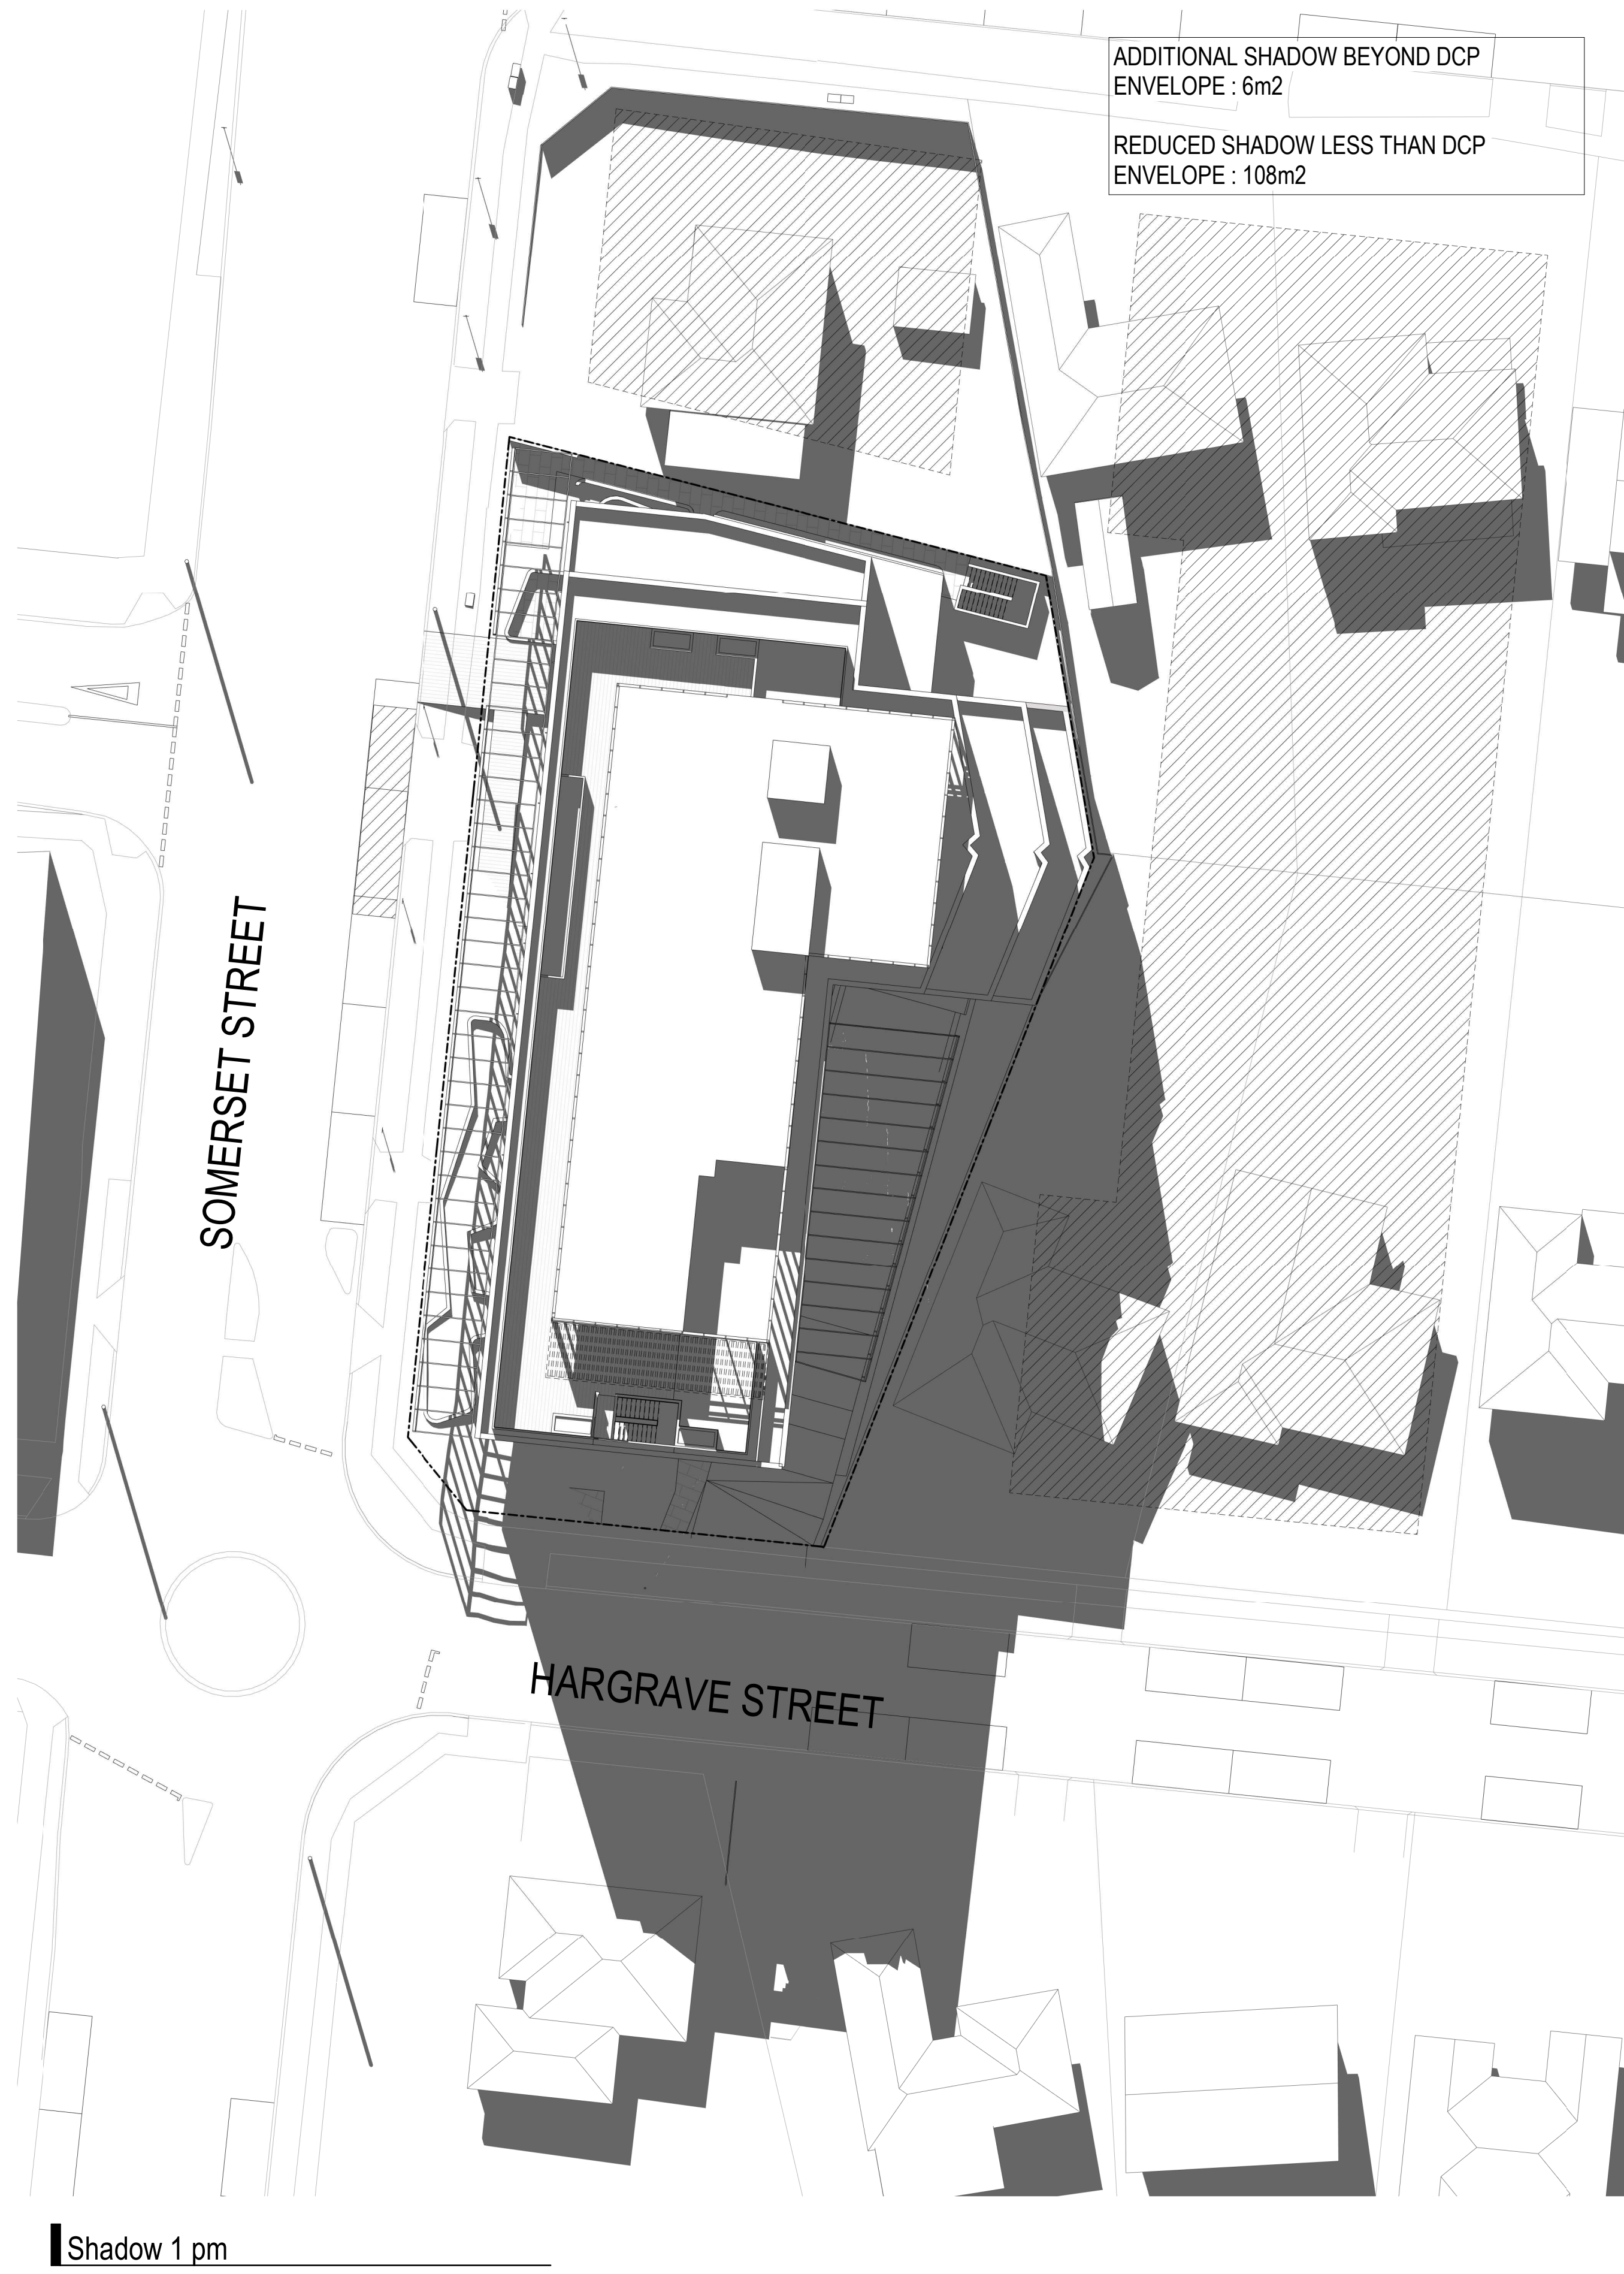 ADDITIONAL SHADOW BEYOND DCP
ENVELOPE : 6m2
REDUCED SHADOW LESS THAN DCP
ENVELOPE : 108m2
SOMERSET STREET
HARGRAVE STREET
Shadow 1 pm